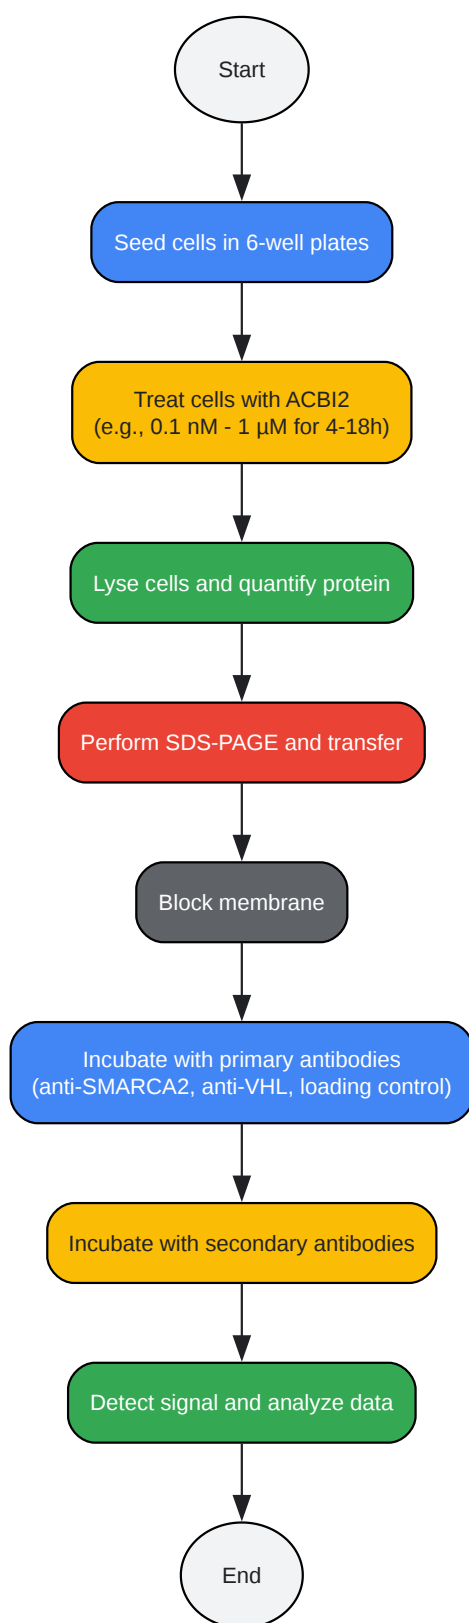 Start
Seed cells in 6-well plates
Treat cells with ACBI2
(e.g., 0.1 nM - 1 µM for 4-18h)
Lyse cells and quantify protein
Perform SDS-PAGE and transfer
Block membrane
Incubate with primary antibodies
(anti-SMARCA2, anti-VHL, loading control)
Incubate with secondary antibodies
Detect signal and analyze data
End